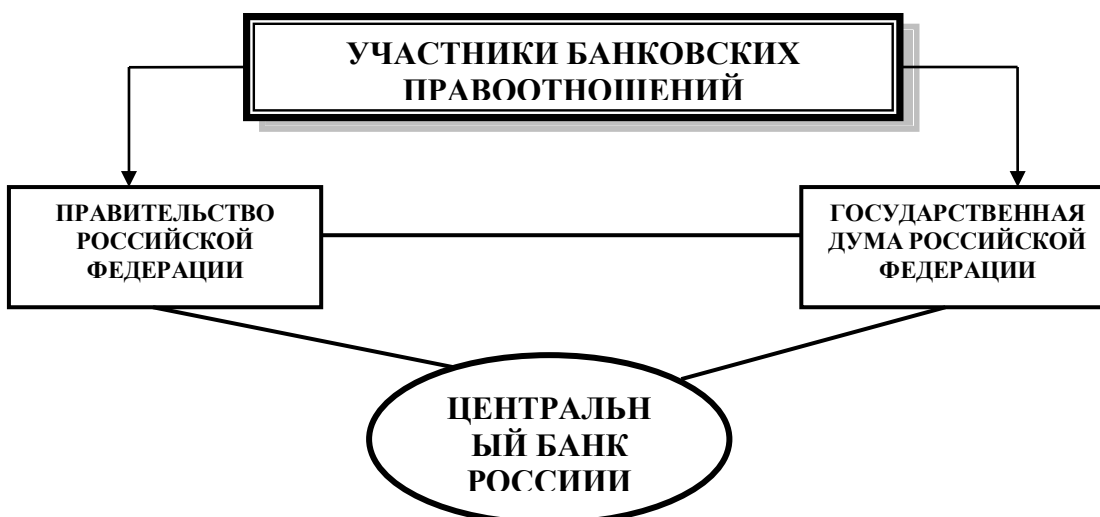 УЧАСТНИКИ БАНКОВСКИХ
ПРАВООТНОШЕНИЙ
ПРАВИТЕЛЬСТВО
РОССИЙСКОЙ
ФЕДЕРАЦИИ
ГОСУДАРСТВЕННАЯ
ДУМА РОССИЙСКОЙ
ФЕДЕРАЦИИ
ЦЕНТРАЛЬН
ЫЙ БАНК
РОССИИИ